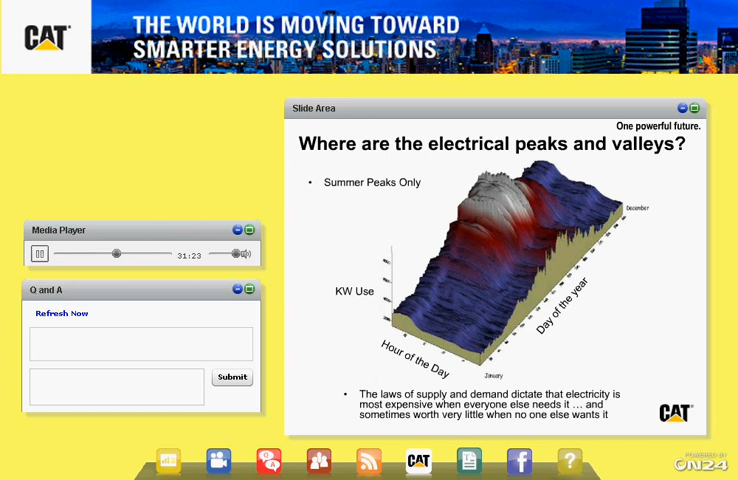 CAT
THE WORLD IS MOVING TOWARD
SMARTER ENERGY SOLUTIONS
Slide Area
One powerful future.
Where are the electrical peaks and valleys?
• Summer Peaks Only
December
KW Use
Day of the year
Hour of the Day
January
• The laws of supply and demand dictate that electricity is
most expensive when everyone else needs it ... and
sometimes worth very little when no one else wants it
CAT
Media Player
31:23
Q and A
Refresh Now
Submit
Q
A
CAT
f
?
POWERED BY
ON24